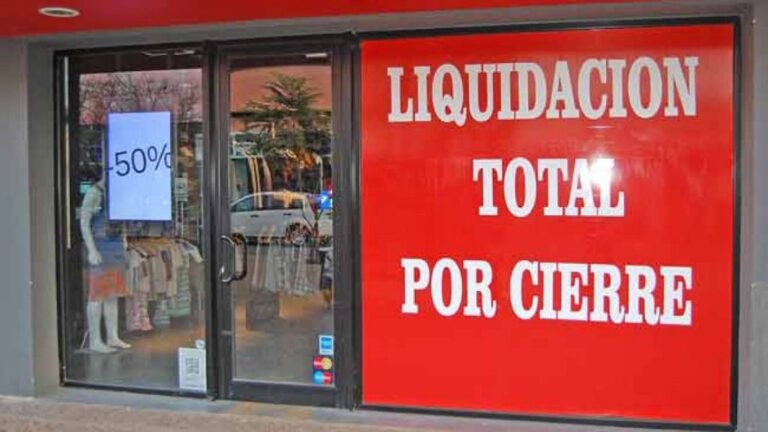 -50%
LIQUIDACION
TOTAL
POR CIERRE